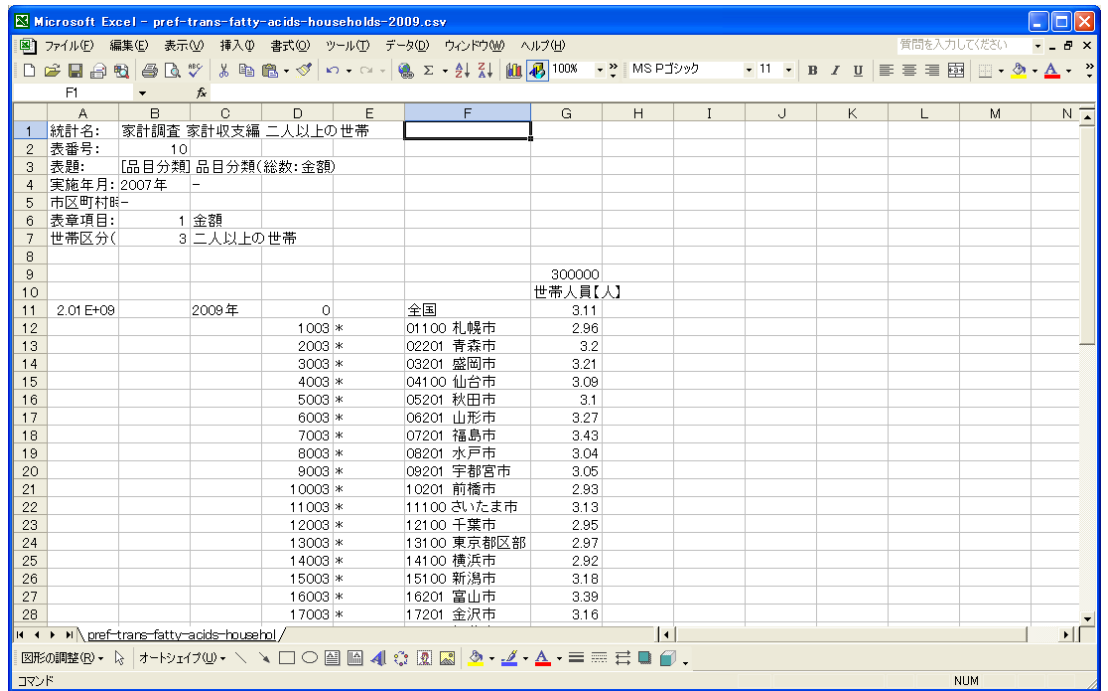 Microsoft Excel - pref-trans-fatty-acids-households-2009.csv
ファイル(F) 編集(E) 表示(V) 挿入(I) 書式(O) ツール(T) データ(D) ウィンドウ(W) ヘルプ(H) 質問を入力してください
100% MS Pゴシック 11 B I U
F1 fx
A B C D E F G H I J K L M N
1 統計名: 家計調査 家計収支編 二人以上の世帯
2 表番号: 10
3 表題: [品目分類] 品目分類(総数:金額)
4 実施年月: 2007年 -
5 市区町村時 -
6 表章項目: 1 金額
7 世帯区分( 3 二人以上の世帯
8
9 300000
10 世帯人員【人】
11 2.01E+09 2009年 0 全国 3.11
12 1003 * 01100 札幌市 2.96
13 2003 * 02201 青森市 3.2
14 3003 * 03201 盛岡市 3.21
15 4003 * 04100 仙台市 3.09
16 5003 * 05201 秋田市 3.1
17 6003 * 06201 山形市 3.27
18 7003 * 07201 福島市 3.43
19 8003 * 08201 水戸市 3.04
20 9003 * 09201 宇都宮市 3.05
21 10003 * 10201 前橋市 2.93
22 11003 * 11100 さいたま市 3.13
23 12003 * 12100 千葉市 2.95
24 13003 * 13100 東京都区部 2.97
25 14003 * 14100 横浜市 2.92
26 15003 * 15100 新潟市 3.18
27 16003 * 16201 富山市 3.39
28 17003 * 17201 金沢市 3.16
pref-trans-fatty-acids-househol
図形の調整(R) オートシェイプ(U)
コマンド NUM